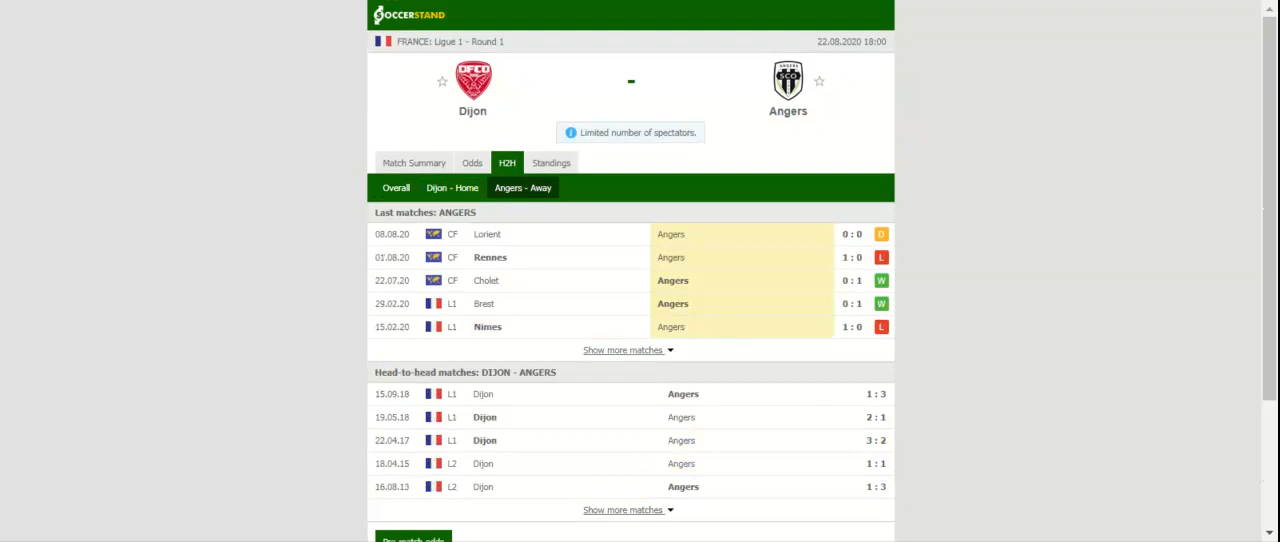 SOCCERSTAND
FRANCE: Ligue 1 - Round 1 22.08.2020 18:00
DFCO ANGERS SCO
-
Dijon Angers
Limited number of spectators.
Match Summary Odds H2H Standings
Overall Dijon - Home Angers - Away
Last matches: ANGERS
08.08.20 CF Lorient Angers 0 : 0 D
01.08.20 CF Rennes Angers 1 : 0 L
22.07.20 CF Cholet Angers 0 : 1 W
29.02.20 L1 Brest Angers 0 : 1 W
15.02.20 L1 Nimes Angers 1 : 0 L
Show more matches
Head-to-head matches: DIJON - ANGERS
15.09.18 L1 Dijon Angers 1 : 3
19.05.18 L1 Dijon Angers 2 : 1
22.04.17 L1 Dijon Angers 3 : 2
18.04.15 L2 Dijon Angers 1 : 1
16.08.13 L2 Dijon Angers 1 : 3
Show more matches
Pre-match odds